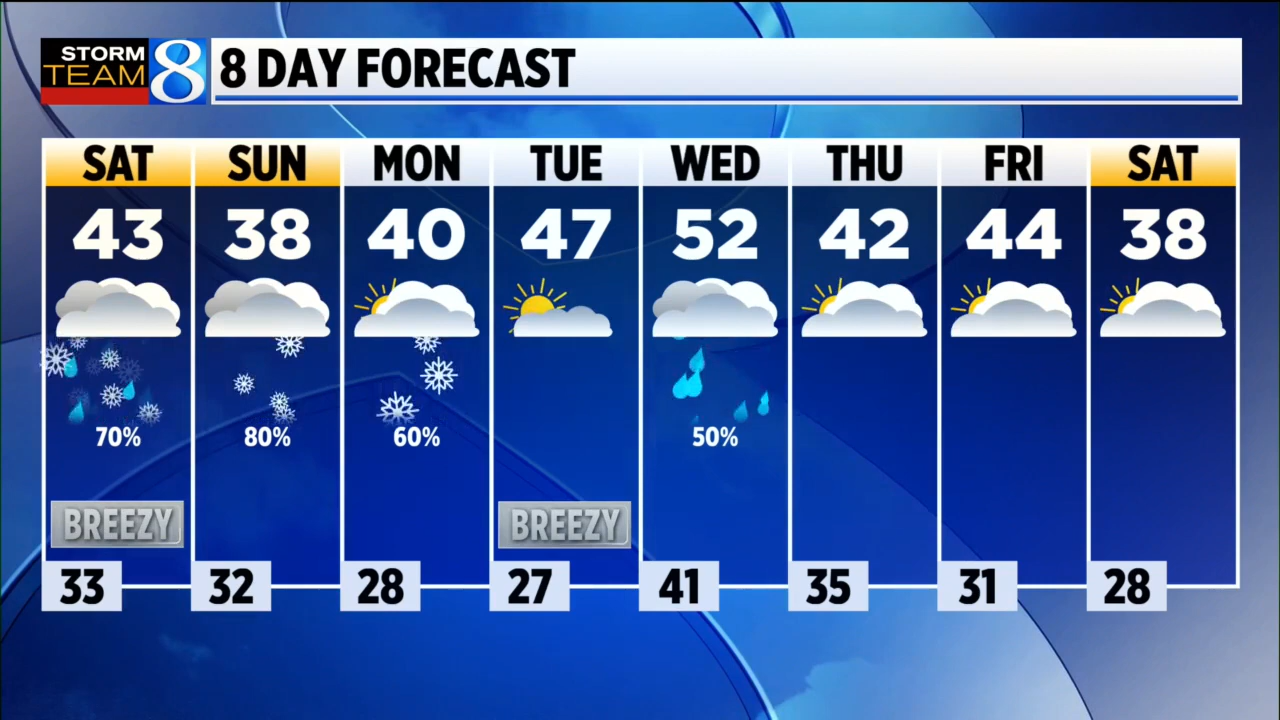 STORM
TEAM 8
8 DAY FORECAST
SAT SUN MON TUE WED THU FRI SAT
43 38 40 47 52 42 44 38
70% 80% 60% 50%
BREEZY BREEZY
33 32 28 27 41 35 31 28